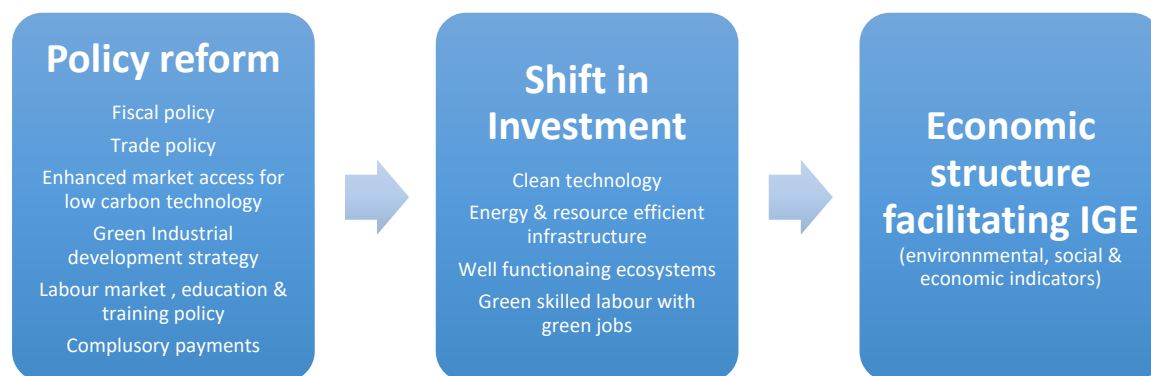 Policy reform
Fiscal policy
Trade policy
Enhanced market access for
low carbon technology
Green Industrial
development strategy
Labour market , education &
training policy
Complusory payments
Shift in
Investment
Clean technology
Energy & resource efficient
infrastructure
Well functionaing ecosystems
Green skilled labour with
green jobs
Economic
structure
facilitating IGE
(environnmental, social &
economic indicators)